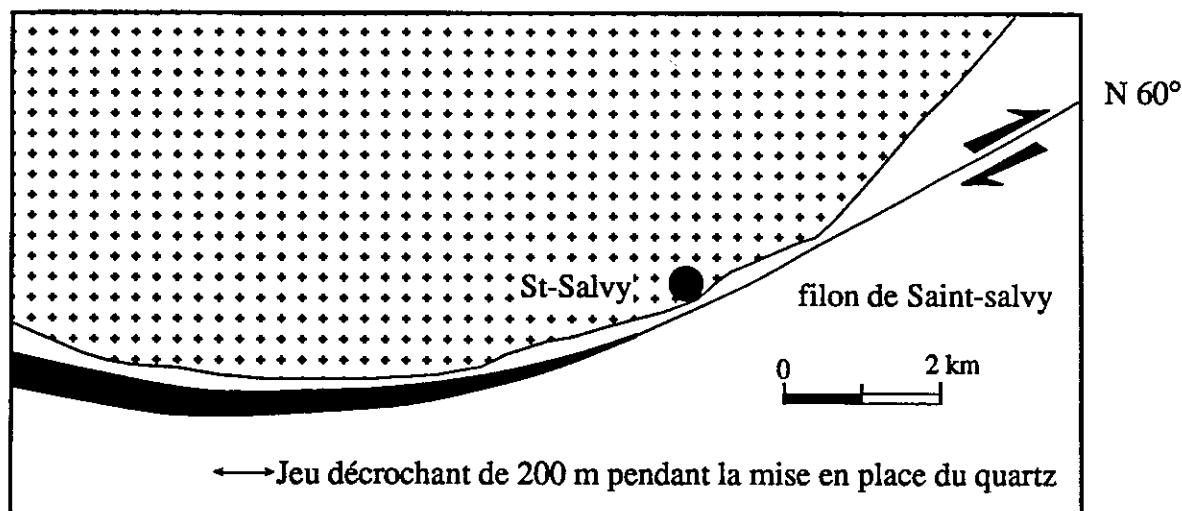 N 60°
St-Salvy
filon de Saint-salvy
0 2 km
Jeu décrochant de 200 m pendant la mise en place du quartz